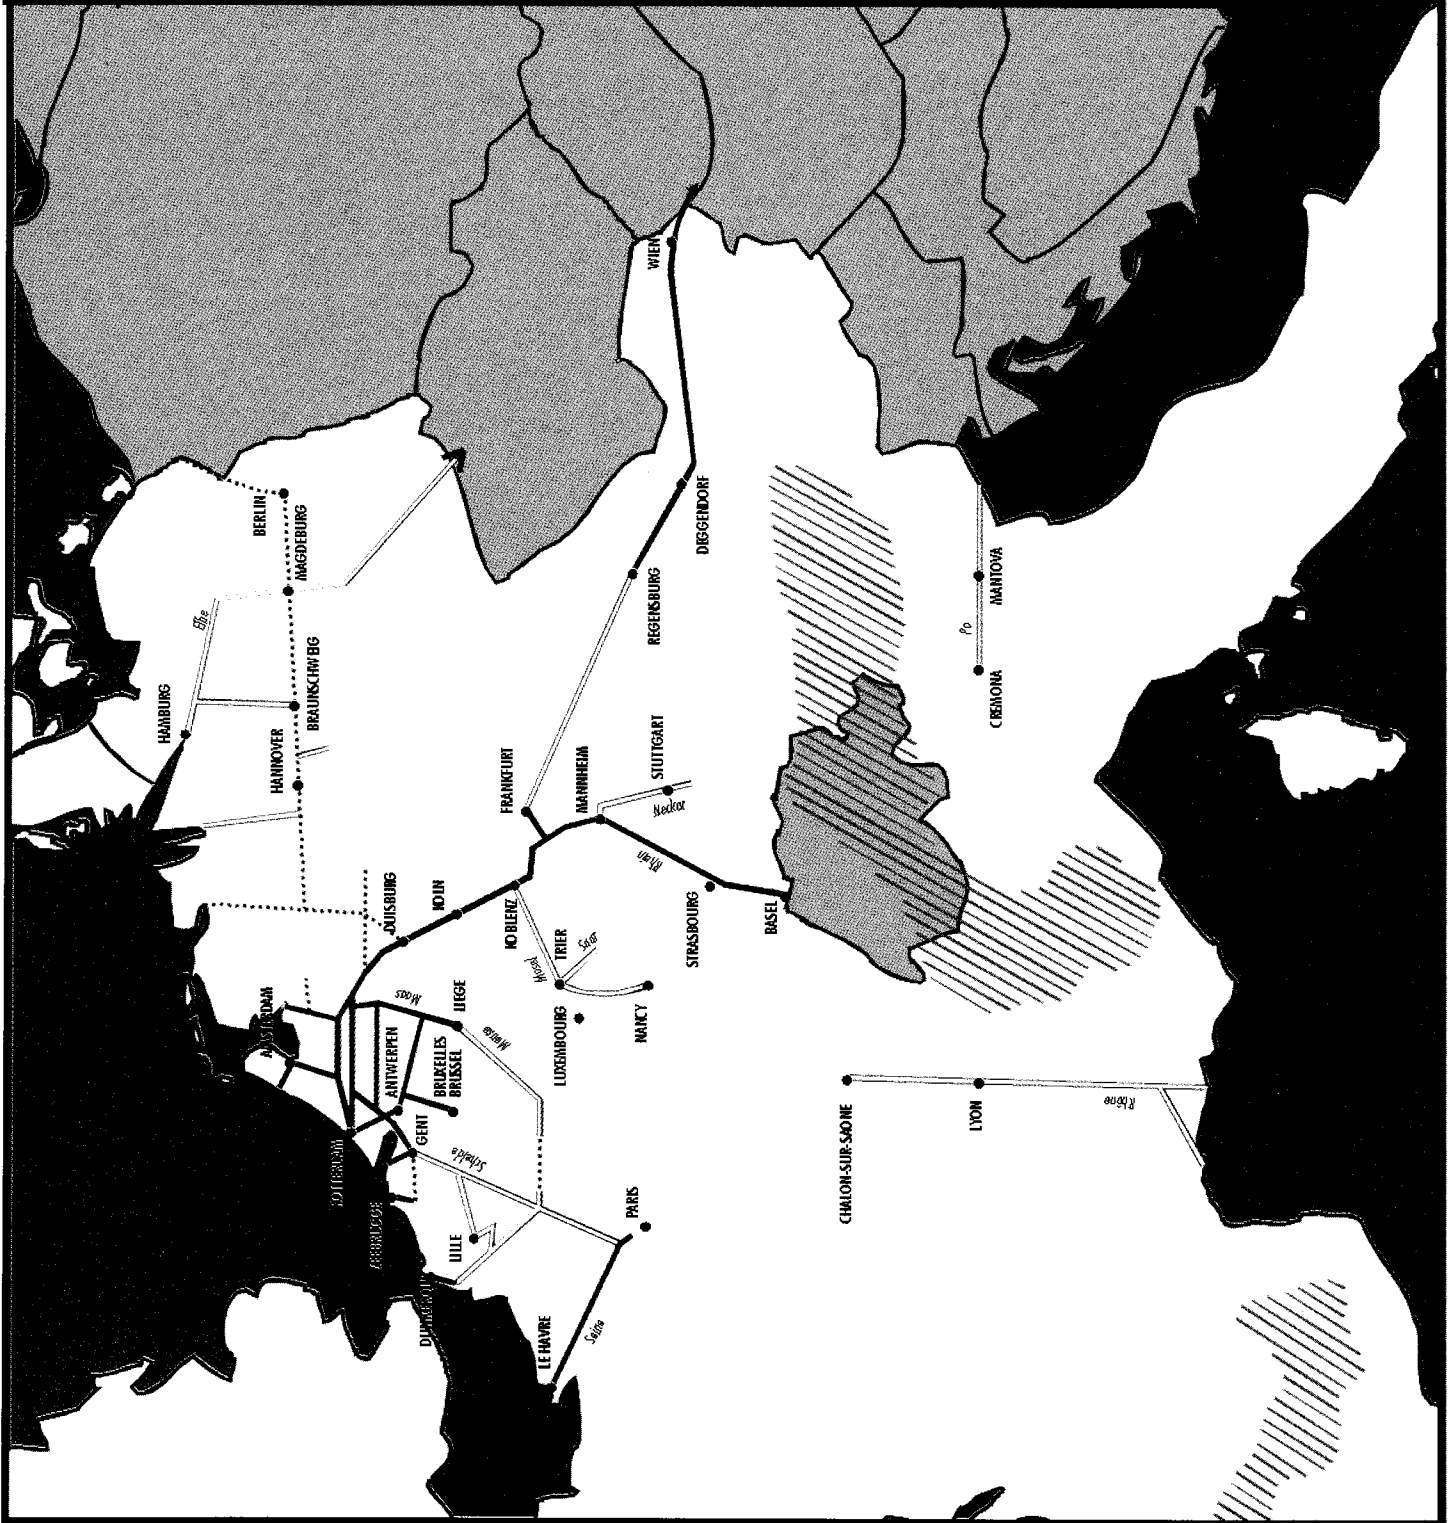 HAMBURG
Elbe
BERLIN
MAGDEBURG
BRAUNSCHWEIG
HANNOVER
AMSTERDAM
ROTTERDAM
ZEEBRUGGE
DUISBURG
KOLN
ANTWERPEN
Maas
LIEGE
BRUXELLES
BRUSSEL
GENT
Schelde
Meuse
LILLE
LE HAVRE
Seine
PARIS
FRANKFURT
KOBLENZ
Mosel
TRIER
Saar
LUXEMBOURG
NANCY
MANNHEIM
STUTTGART
Neckar
Rhein
STRASBOURG
BASEL
REGENSBURG
DEGGENDORF
WIEN
CHALON-SUR-SAONE
LYON
Rhône
CREMONA
Po
MANTOVA